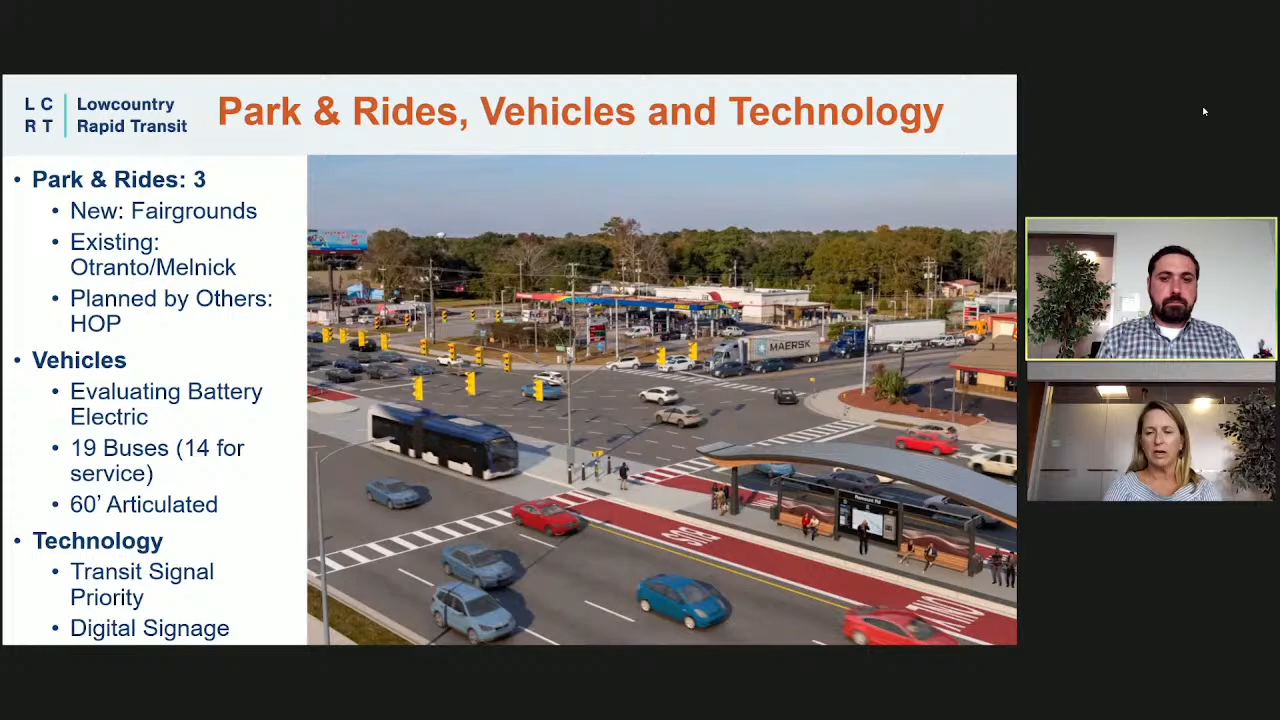 L C
R T
Lowcountry
Rapid Transit
Park & Rides, Vehicles and Technology
• Park & Rides: 3
• New: Fairgrounds
• Existing:
Otranto/Melnick
• Planned by Others:
HOP
• Vehicles
• Evaluating Battery
Electric
• 19 Buses (14 for
service)
• 60’ Articulated
• Technology
• Transit Signal
Priority
• Digital Signage
MAERSK
BUS
ONLY